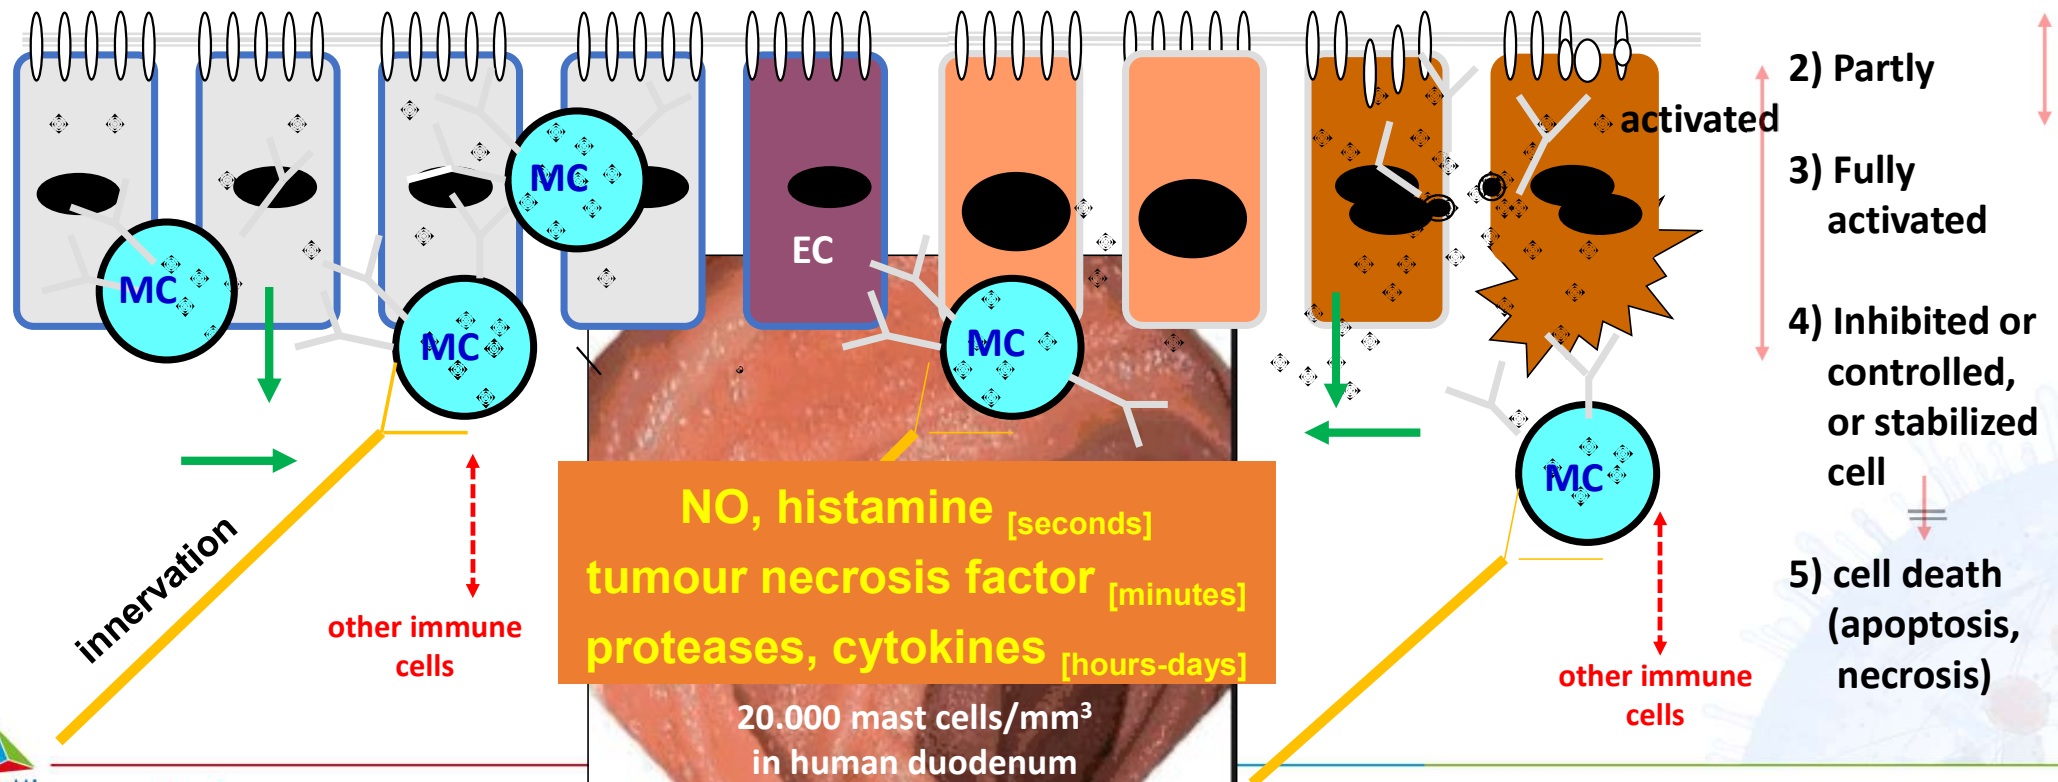 MC
MC
MC
EC
MC
MC
innervation
other immune
cells
NO, histamine [seconds]
tumour necrosis factor [minutes]
proteases, cytokines [hours-days]
20.000 mast cells/mm³
in human duodenum
other immune
cells
2) Partly
activated
3) Fully
activated
4) Inhibited or
controlled,
or stabilized
cell
5) cell death
(apoptosis,
necrosis)